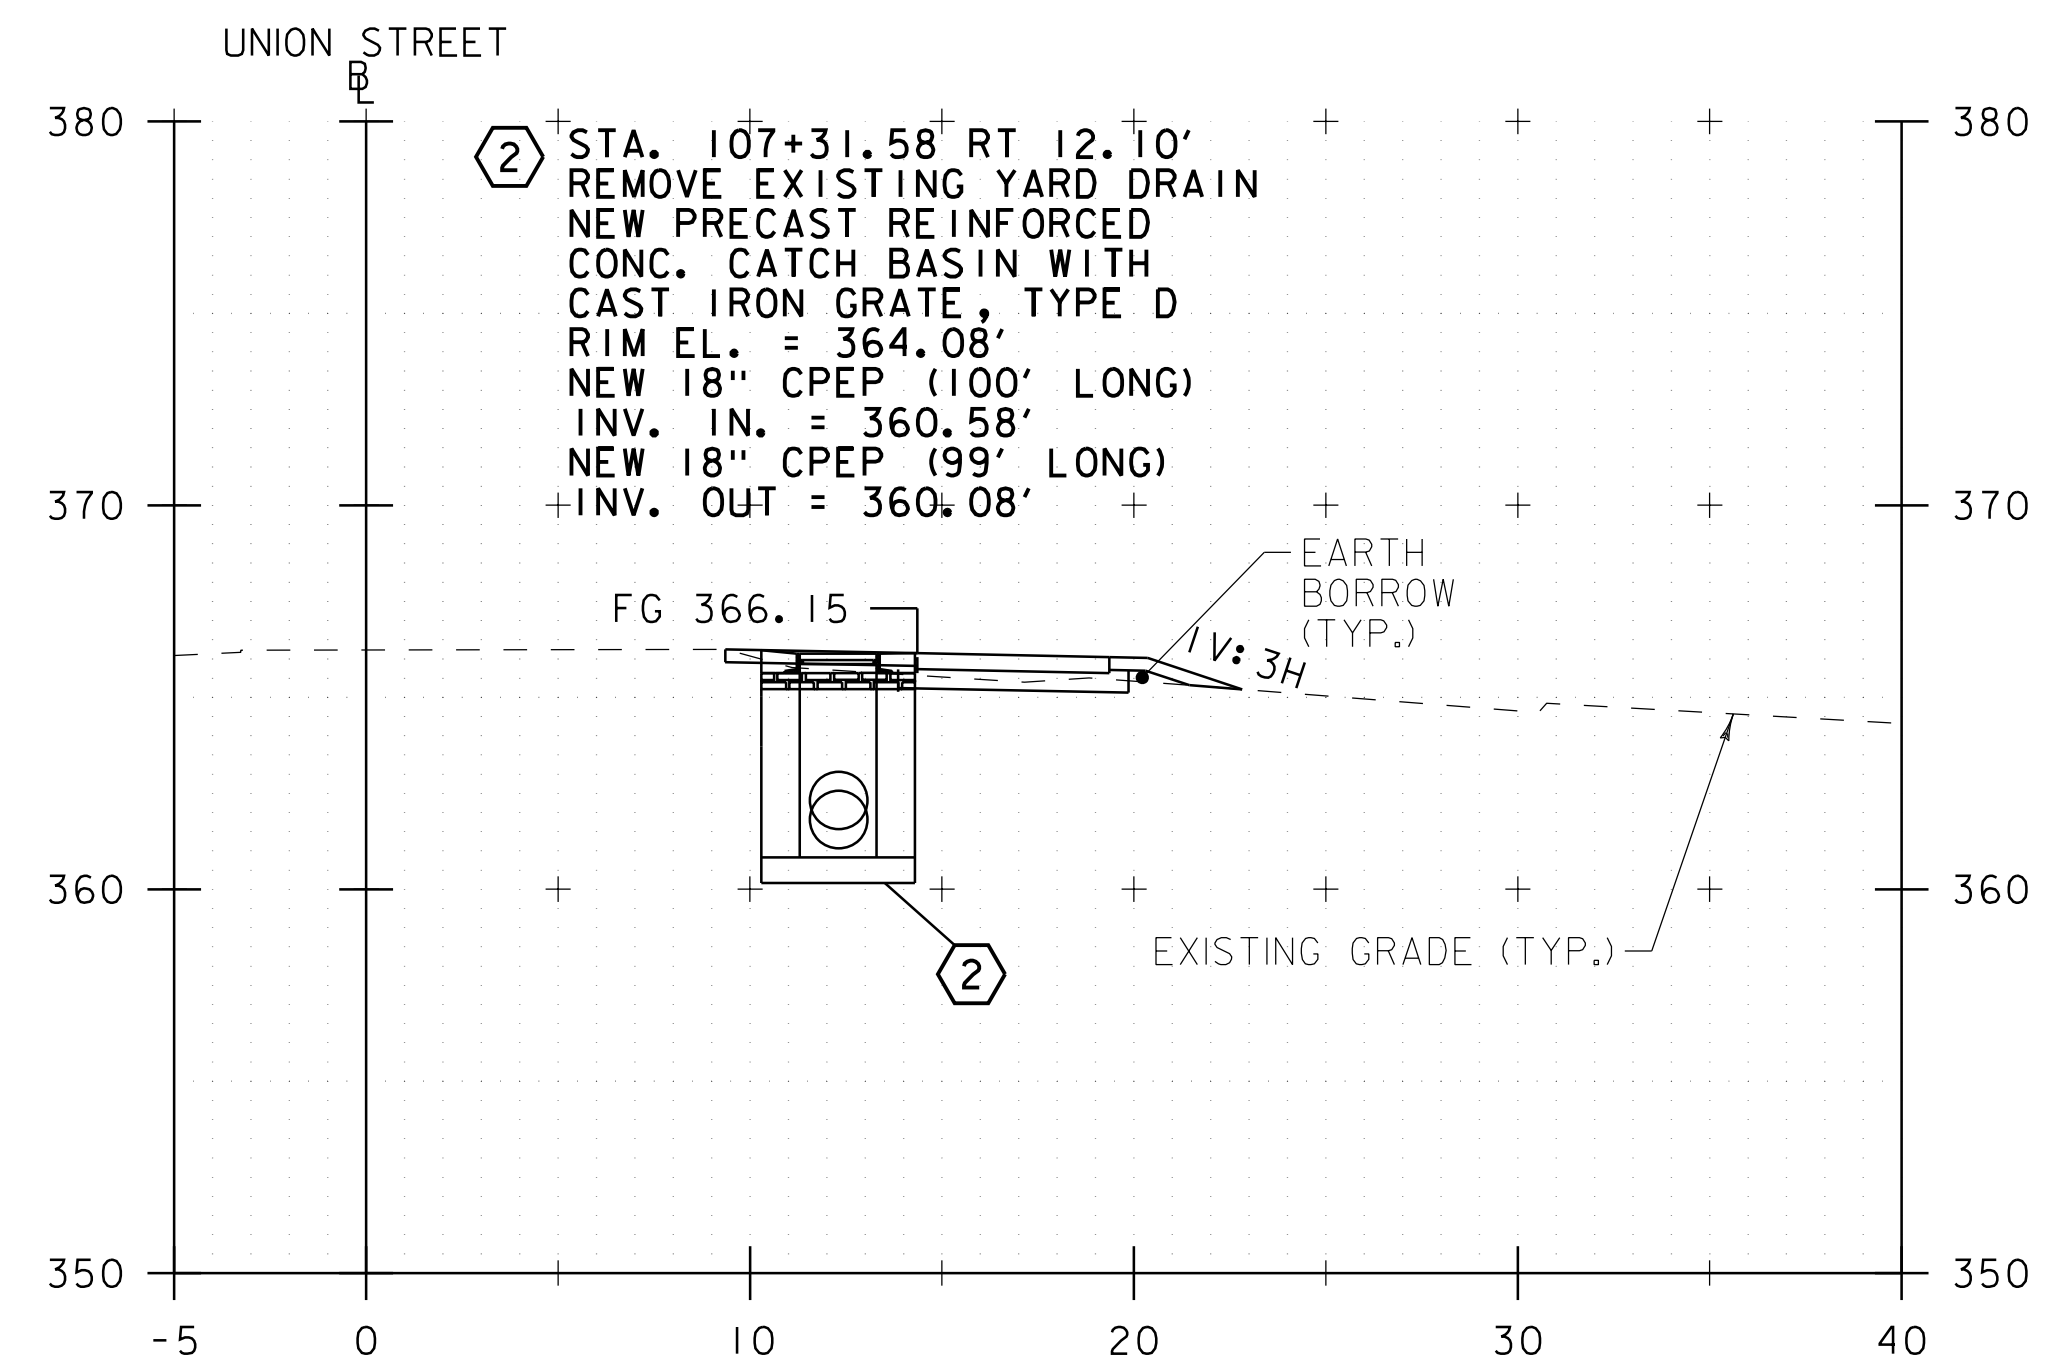 UNION STREET
BL
380
380
2
STA. 107+31.58 RT 12.10'
REMOVE EXISTING YARD DRAIN
NEW PRECAST REINFORCED
CONC. CATCH BASIN WITH
CAST IRON GRATE, TYPE D
RIM EL. = 364.08'
NEW 18" CPEP (100' LONG)
INV. IN. = 360.58'
NEW 18" CPEP (99' LONG)
INV. OUT = 360.08'
370
370
EARTH
BORROW
(TYP.)
FG 366.15
1V:3H
360
360
EXISTING GRADE (TYP.)
2
350
350
-5 0 10 20 30 40